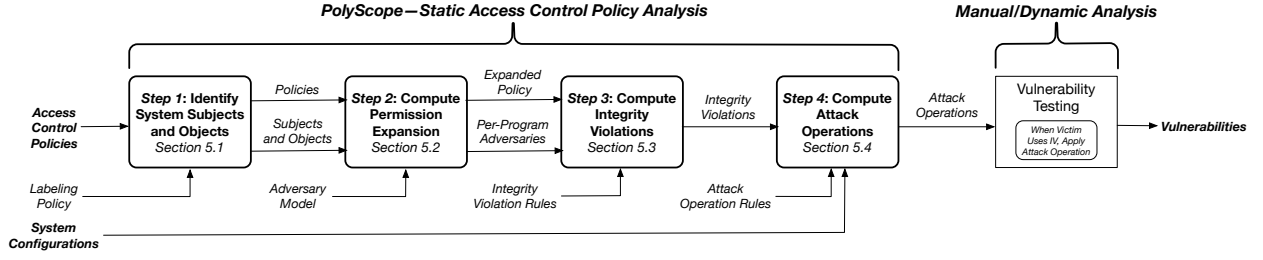 PolyScope—Static Access Control Policy Analysis
Manual/Dynamic Analysis
Access
Control
Policies
Step 1: Identify
System Subjects
and Objects
Section 5.1
Policies
Subjects
and Objects
Step 2: Compute
Permission
Expansion
Section 5.2
Expanded
Policy
Per-Program
Adversaries
Step 3: Compute
Integrity
Violations
Section 5.3
Integrity
Violations
Step 4: Compute
Attack
Operations
Section 5.4
Attack
Operations
Vulnerability
Testing
When Victim
Uses IV, Apply
Attack Operation
Vulnerabilities
Labeling
Policy
Adversary
Model
Integrity
Violation Rules
Attack
Operation Rules
System
Configurations